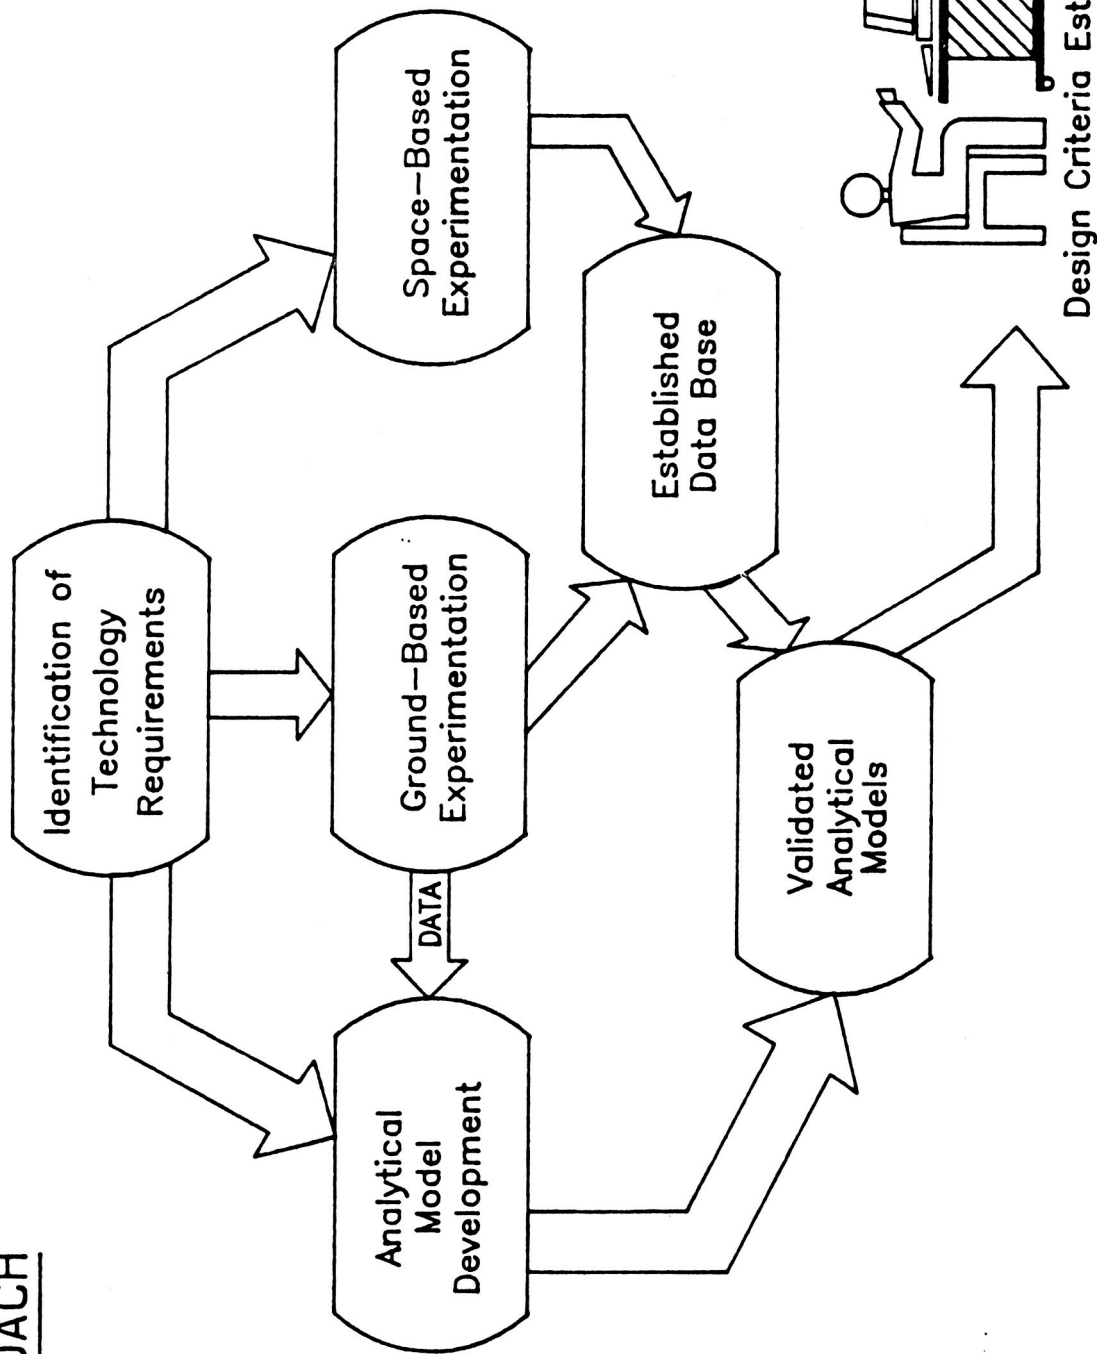 Identification of
Technology
Requirements
Analytical
Model
Development
DATA
Ground-Based
Experimentation
Space-Based
Experimentation
Established
Data Base
Validated
Analytical
Models
Design Criteria